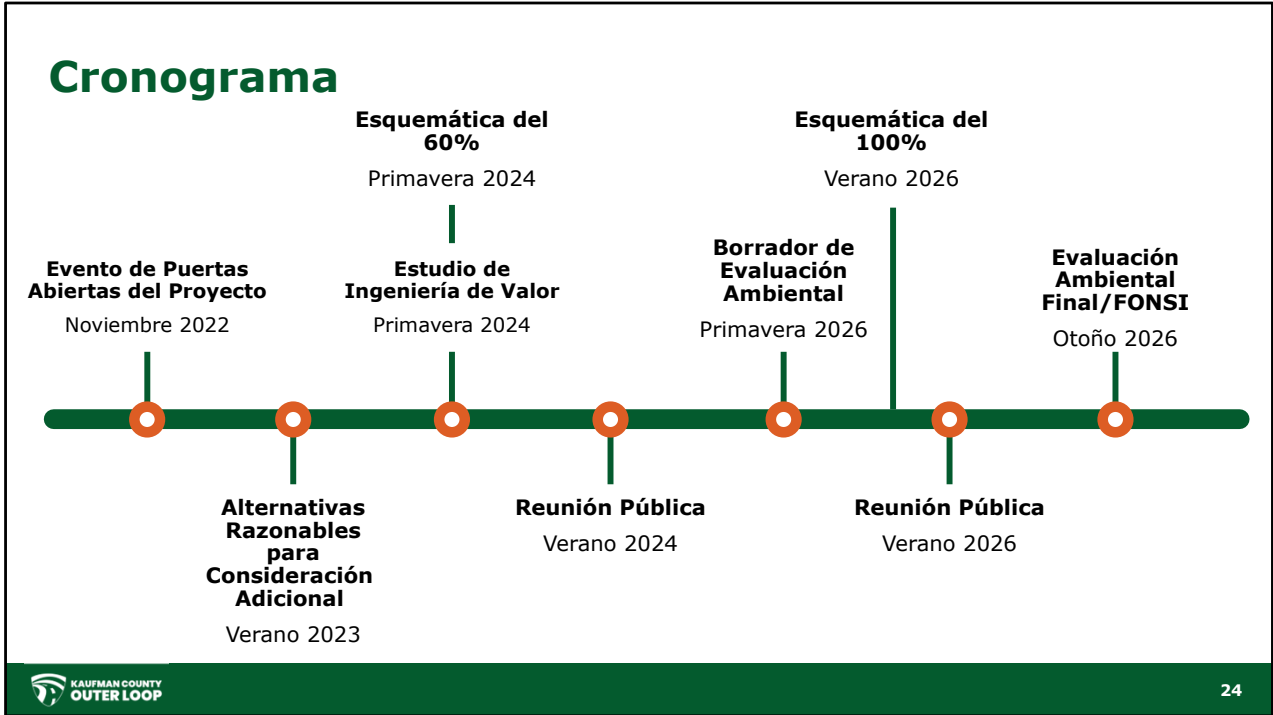 Cronograma
Esquemática del
60%
Primavera 2024
Esquemática del
100%
Verano 2026
Evento de Puertas
Abiertas del Proyecto
Noviembre 2022
Estudio de
Ingeniería de Valor
Primavera 2024
Borrador de
Evaluación
Ambiental
Primavera 2026
Evaluación
Ambiental
Final/FONSI
Otoño 2026
Alternativas
Razonables
para
Consideración
Adicional
Verano 2023
Reunión Pública
Verano 2024
Reunión Pública
Verano 2026
KAUFMAN COUNTY
OUTER LOOP
24